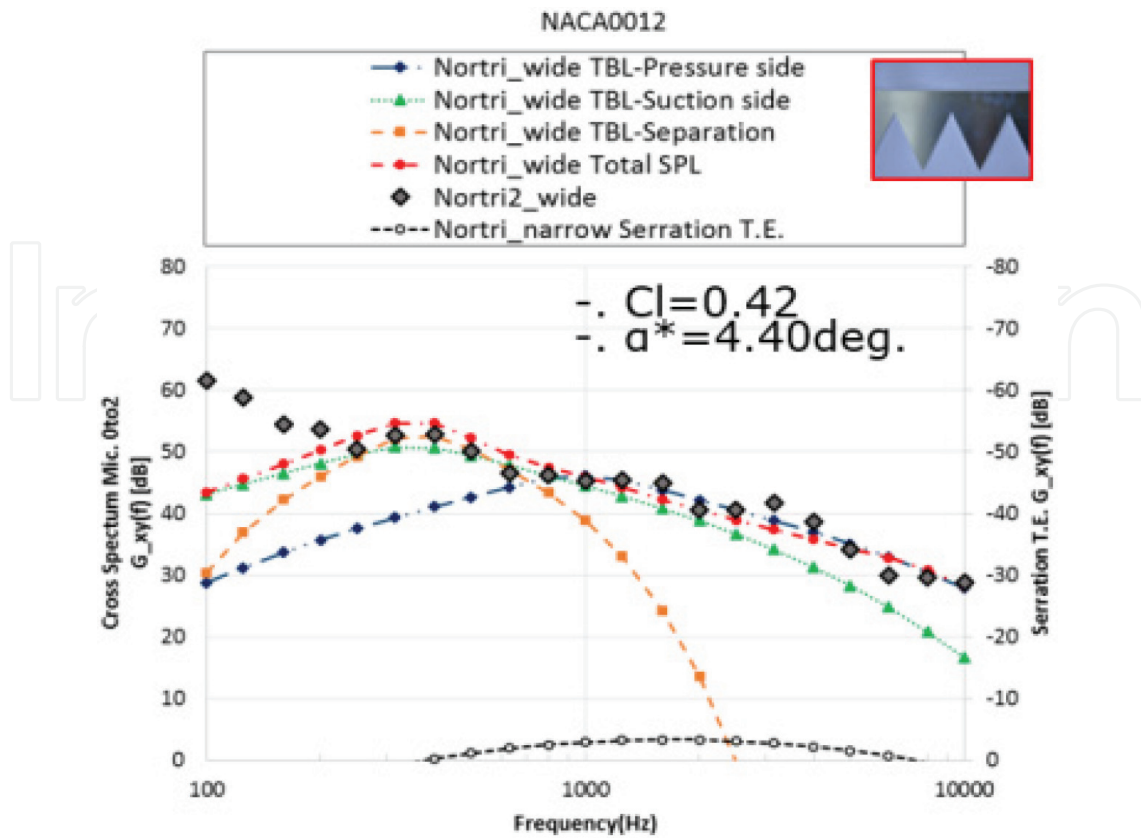 NACA0012
Nortri_wide TBL-Pressure side
Nortri_wide TBL-Suction side
Nortri_wide TBL-Separation
Nortri_wide Total SPL
Nortri2_wide
Nortri_narrow Serration T.E.
-. Cl=0.42
-. a*=4.40deg.
80
70
60
50
40
30
20
10
0
Cross Spectum Mic. 0to2
G_xy(f) [dB]
-80
-70
-60
-50
-40
-30
-20
-10
0
Serration T.E. G_xy(f) [dB]
100
1000
10000
Frequency(Hz)